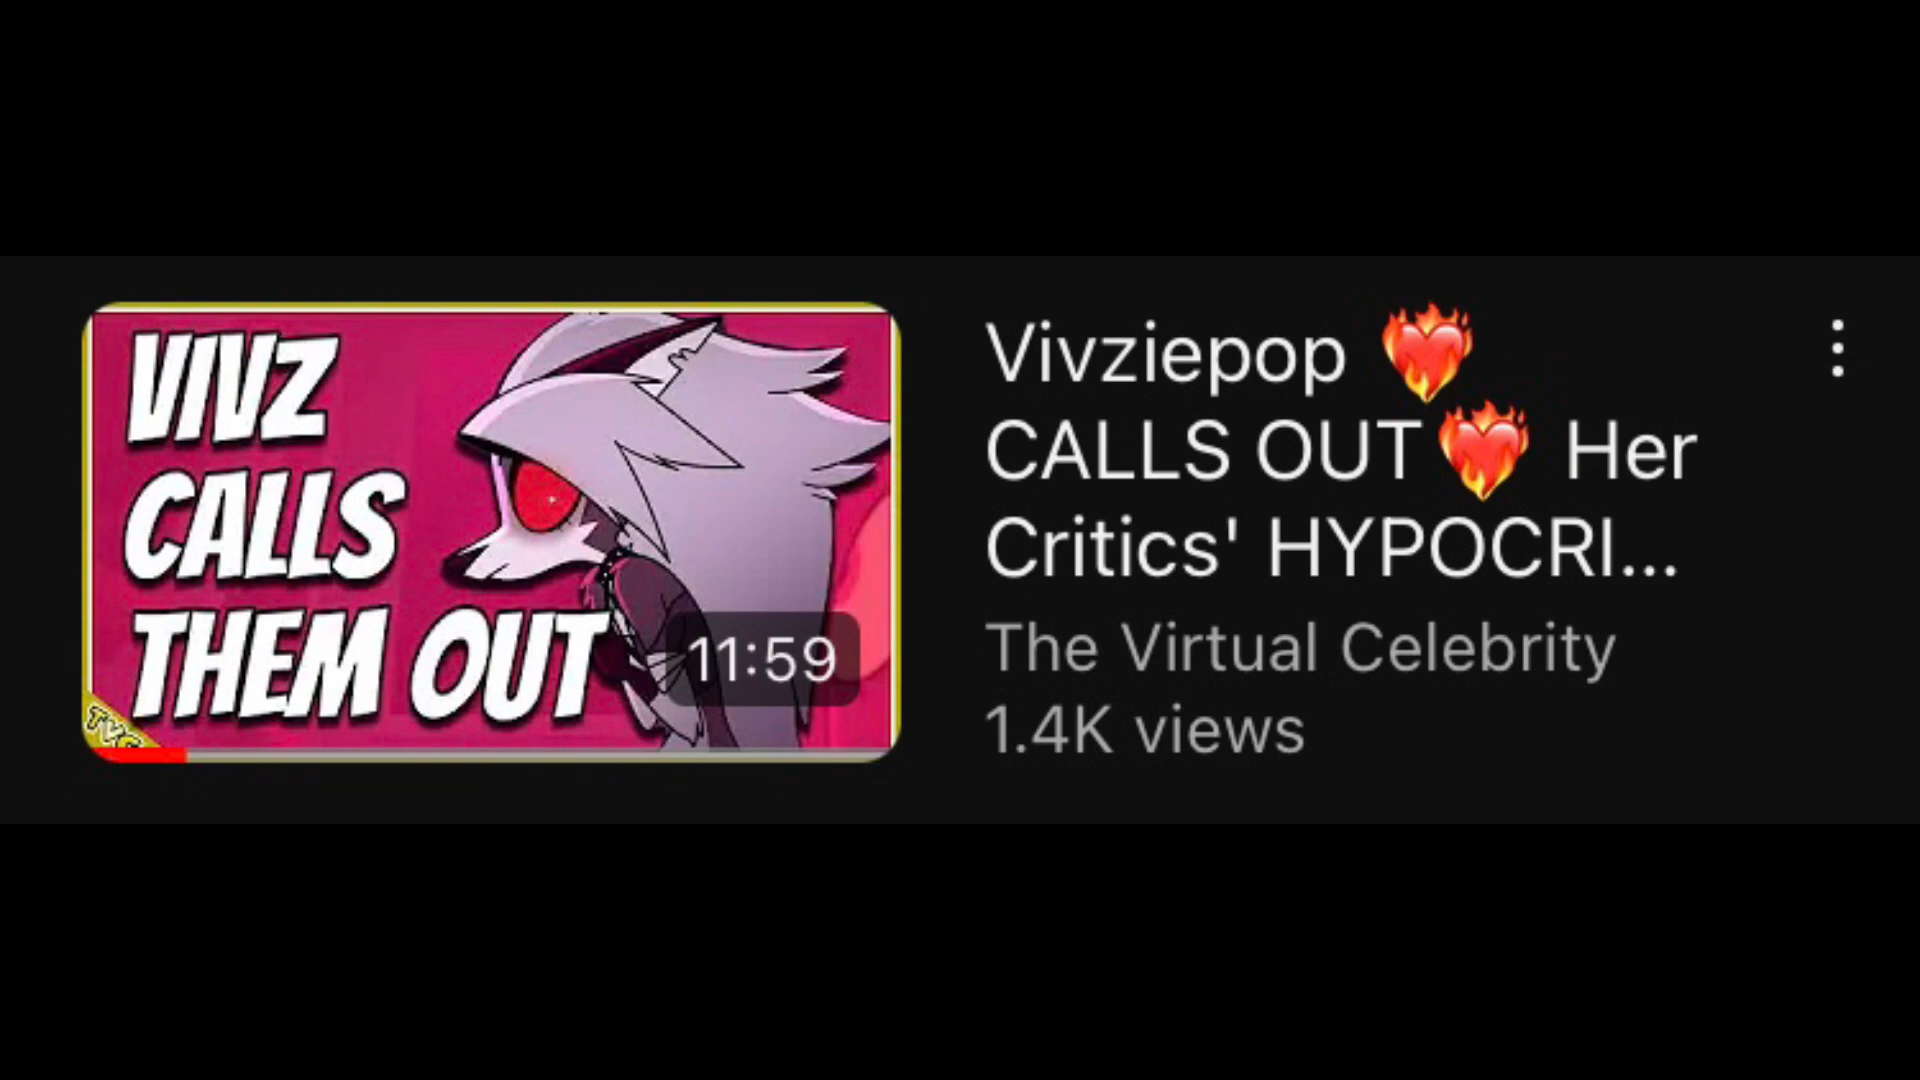 VIVZ
CALLS
THEM OUT
11:59
Vivziepop ❤️‍🔥
CALLS OUT❤️‍🔥 Her
Critics' HYPOCRI...
The Virtual Celebrity
1.4K views